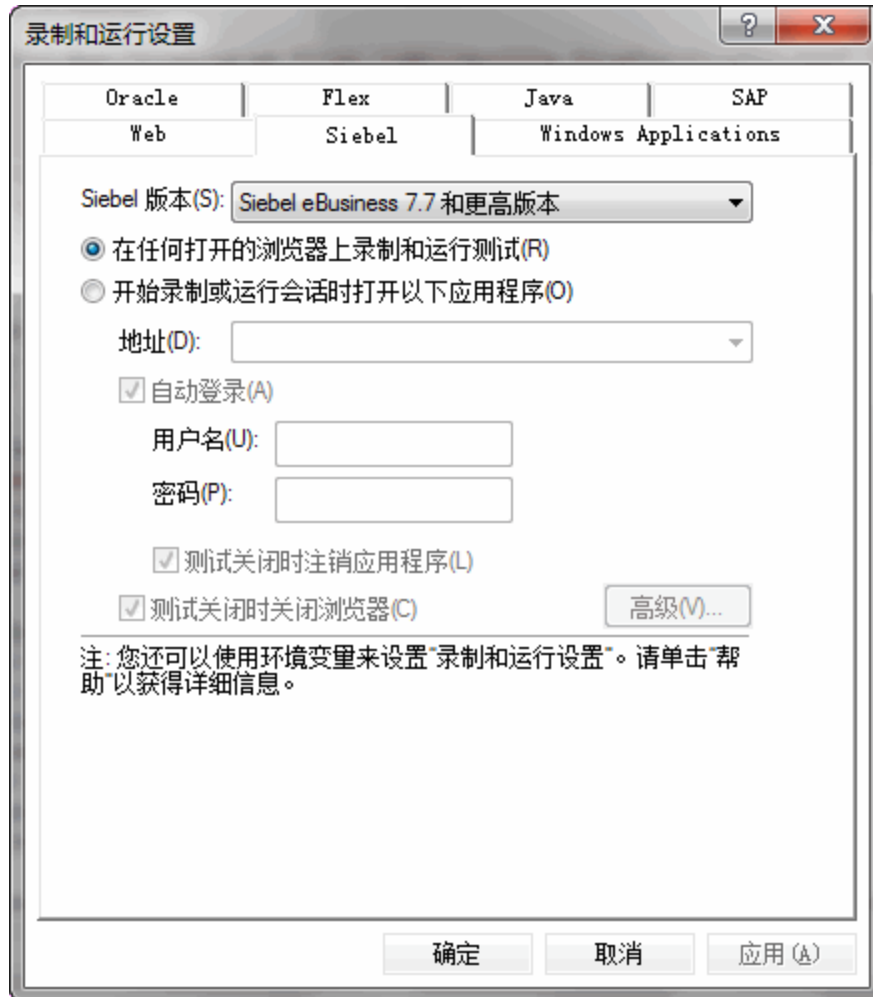 录制和运行设置
Oracle Flex Java SAP
Web Siebel Windows Applications
Siebel 版本(S): Siebel eBusiness 7.7 和更高版本
在任何打开的浏览器上录制和运行测试(R)
开始录制或运行会话时打开以下应用程序(O)
地址(D):
自动登录(A)
用户名(U):
密码(P):
测试关闭时注销应用程序(L)
测试关闭时关闭浏览器(C) 高级(V)...
注: 您还可以使用环境变量来设置"录制和运行设置"。请单击"帮
助"以获得详细信息。
确定 取消 应用(A)